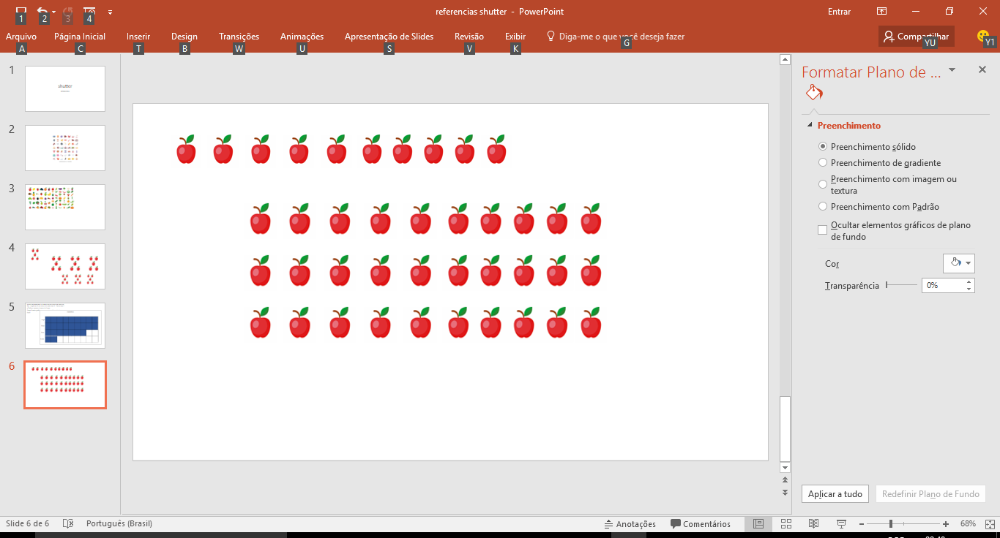 1 2 3 4
referencias shutter - PowerPoint
Entrar
Arquivo Página Inicial Inserir Design Transições Animações Apresentação de Slides Revisão Exibir Diga-me o que você deseja fazer Compartilhar
A C T B W U S V K G YU Y1
1
shutter
2
3
4
5
6
Formatar Plano de ...
Preenchimento
Preenchimento sólido
Preenchimento de gradiente
Preenchimento com imagem ou
textura
Preenchimento com Padrão
Ocultar elementos gráficos de plano
de fundo
Cor
Transparência 0%
Aplicar a tudo Redefinir Plano de Fundo
Slide 6 de 6 Português (Brasil) Anotações Comentários 68%